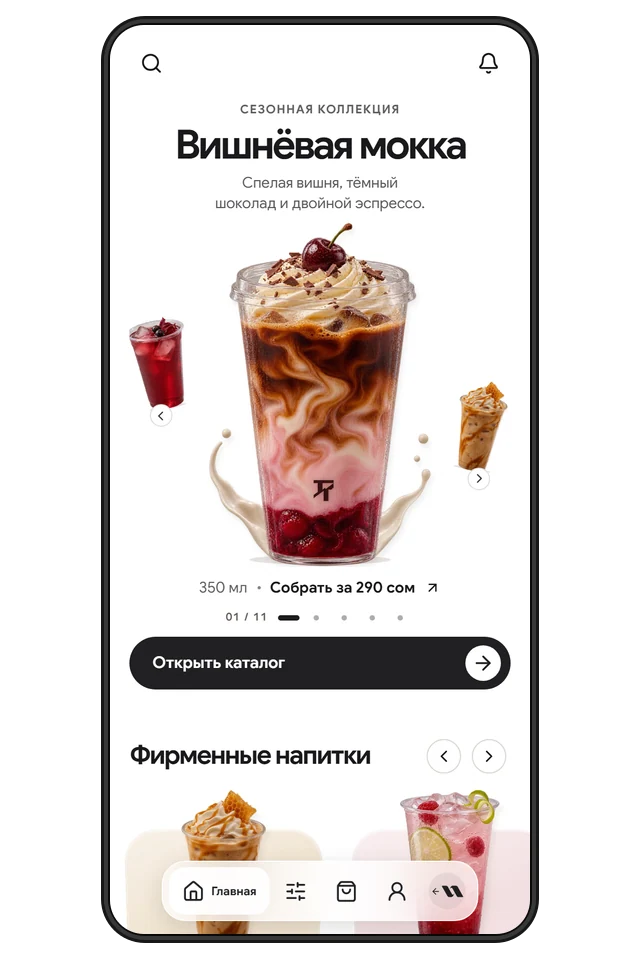 СЕЗОННАЯ КОЛЛЕКЦИЯ
Вишнёвая мокка
Спелая вишня, тёмный
шоколад и двойной эспрессо.
350 мл • Собрать за 290 сом
01 / 11
Открыть каталог
Фирменные напитки
Главная